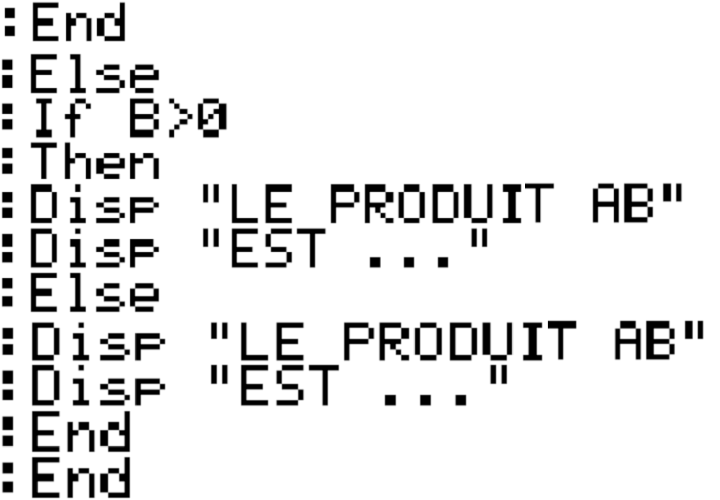 :End
:Else
:If B>0
:Then
:Disp "LE PRODUIT AB"
:Disp "EST ..."
:Else
:Disp "LE PRODUIT AB"
:Disp "EST ..."
:End
:End